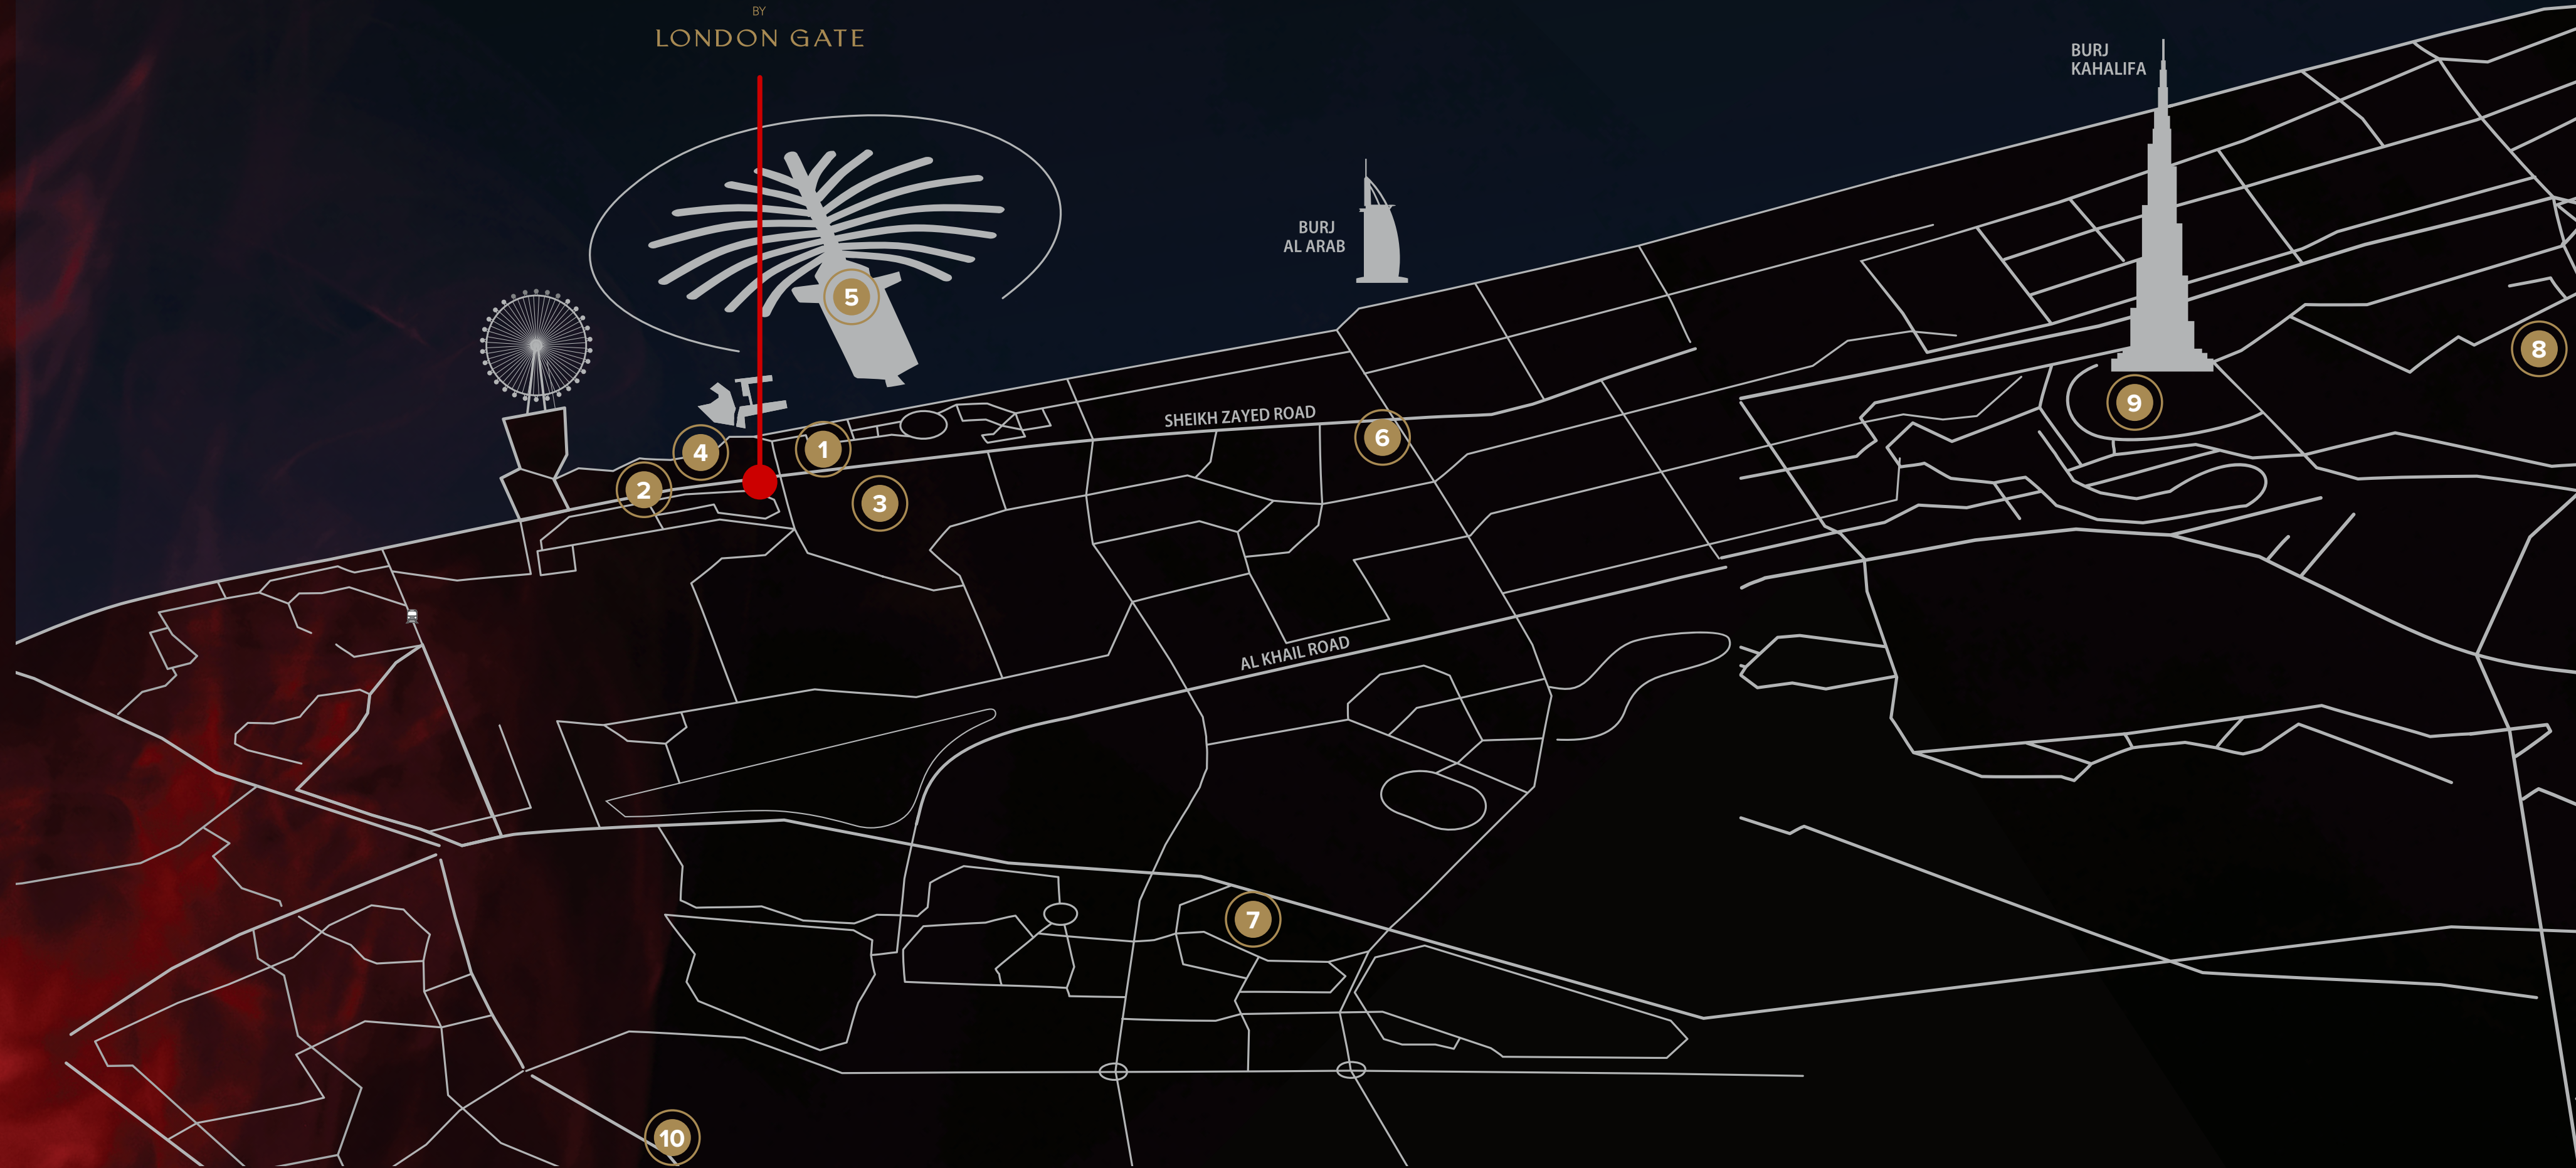 BY
LONDON GATE
BURJ
KAHALIFA
BURJ
AL ARAB
5
8
9
SHEIKH ZAYED ROAD
6
1
4
2
3
AL KHAIL ROAD
7
10